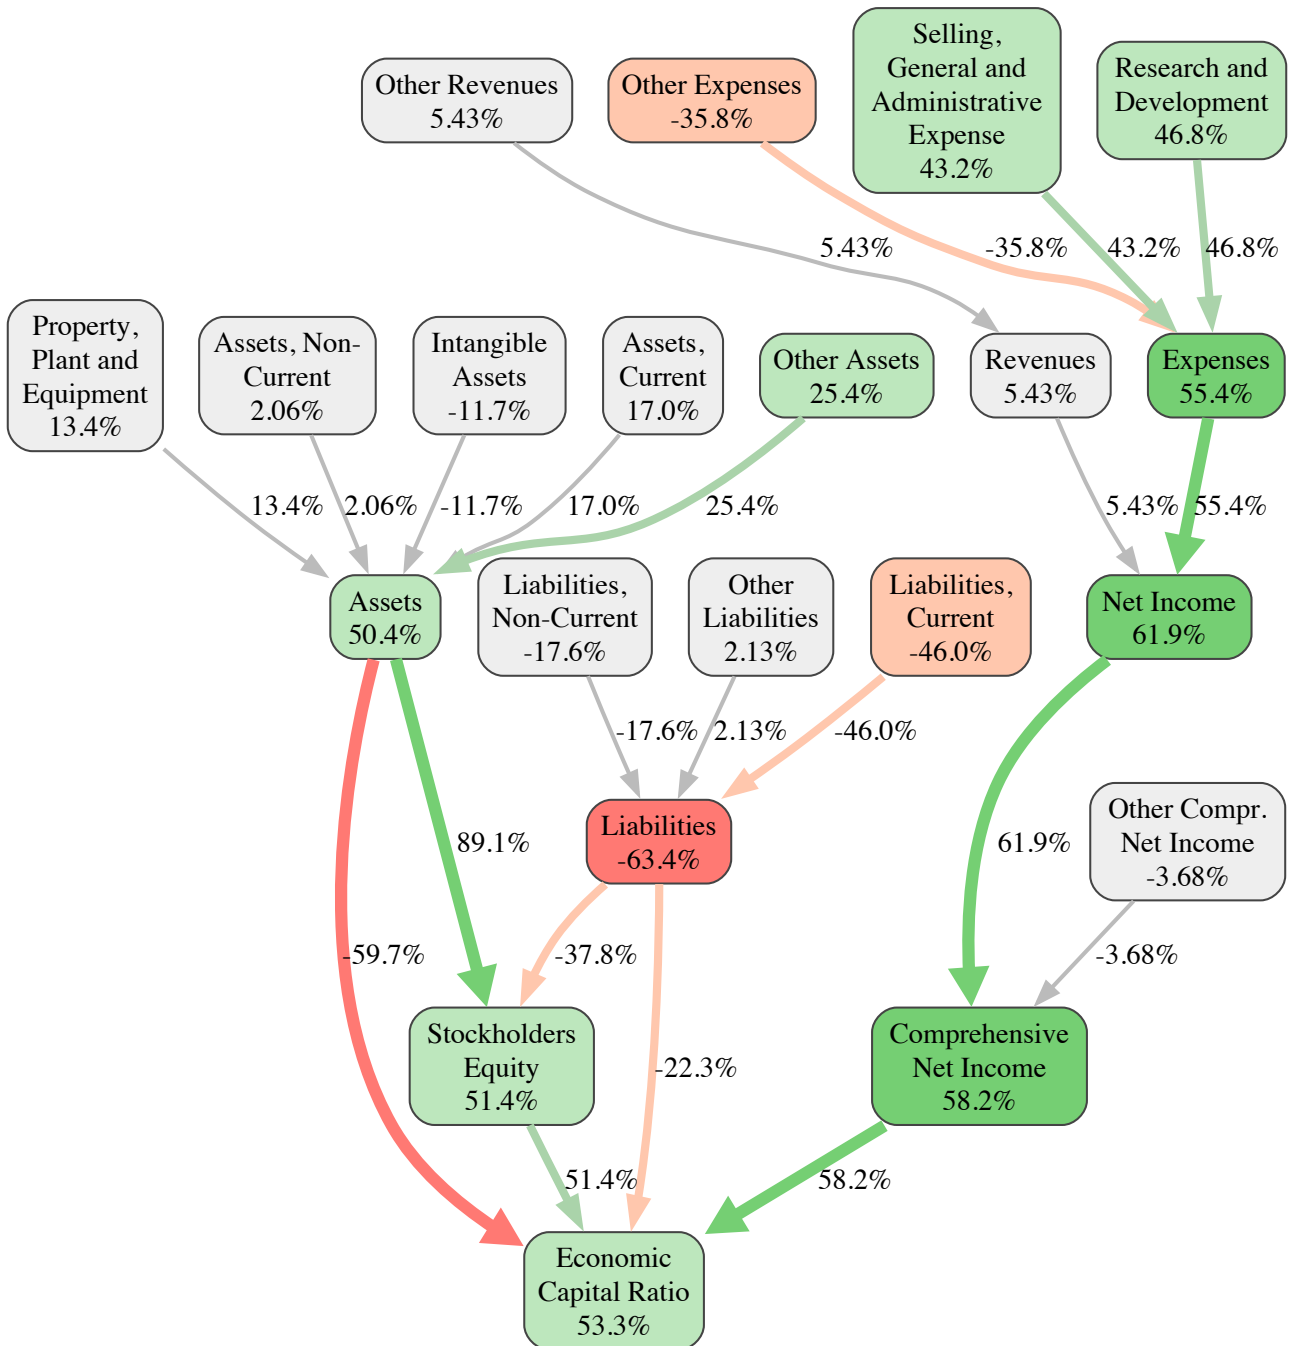 Other Revenues
5.43%
Other Expenses
-35.8%
Selling,
General and
Administrative
Expense
43.2%
Research and
Development
46.8%
5.43%
-35.8%
43.2%
46.8%
Property,
Plant and
Equipment
13.4%
Assets, Non-
Current
2.06%
Intangible
Assets
-11.7%
Assets,
Current
17.0%
Other Assets
25.4%
Revenues
5.43%
Expenses
55.4%
13.4%
2.06%
-11.7%
17.0%
25.4%
5.43%
55.4%
Assets
50.4%
Liabilities,
Non-Current
-17.6%
Other
Liabilities
2.13%
Liabilities,
Current
-46.0%
Net Income
61.9%
-17.6%
2.13%
-46.0%
89.1%
Liabilities
-63.4%
61.9%
Other Compr.
Net Income
-3.68%
-59.7%
-37.8%
-3.68%
Stockholders
Equity
51.4%
-22.3%
Comprehensive
Net Income
58.2%
51.4%
58.2%
Economic
Capital Ratio
53.3%